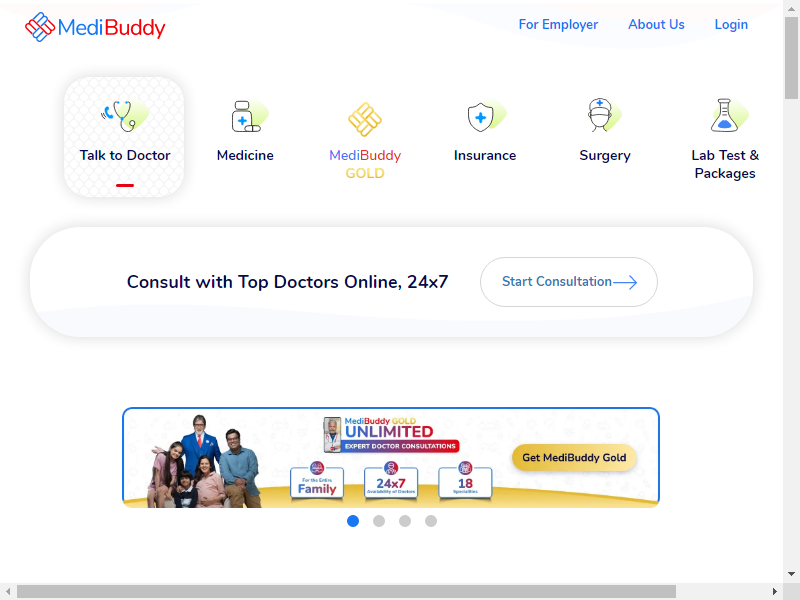 MediBuddy
For Employer
About Us
Login
Talk to Doctor
Medicine
MediBuddy
GOLD
Insurance
Surgery
Lab Test &
Packages
Consult with Top Doctors Online, 24x7
Start Consultation
MediBuddy GOLD
UNLIMITED
EXPERT DOCTOR CONSULTATIONS
For the Entire
Family
24x7
Availability of Doctors
18
Specialities
Get MediBuddy Gold